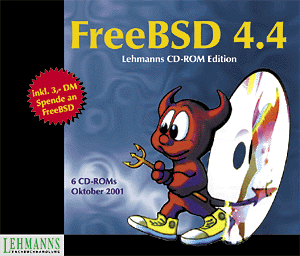 FreeBSD 4.4
Lehmanns CD-ROM Edition
inkl. 3,- DM
Spende an
FreeBSD
6 CD-ROMs
Oktober 2001
LEHMANNS
FACHBUCHHANDLUNG